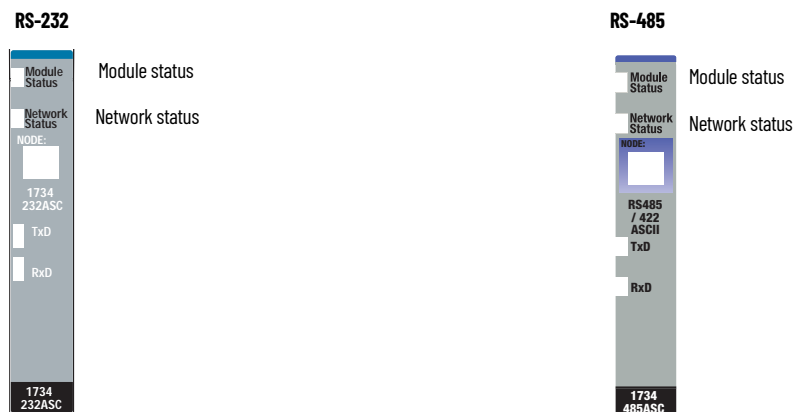 RS-232
Module
Status
Module status
Network
Status
Network status
NODE:
1734
232ASC
TxD
RxD
1734
232ASC
RS-485
Module
Status
Module status
Network
Status
Network status
NODE:
RS485
/ 422
ASCII
TxD
RxD
1734
485ASC